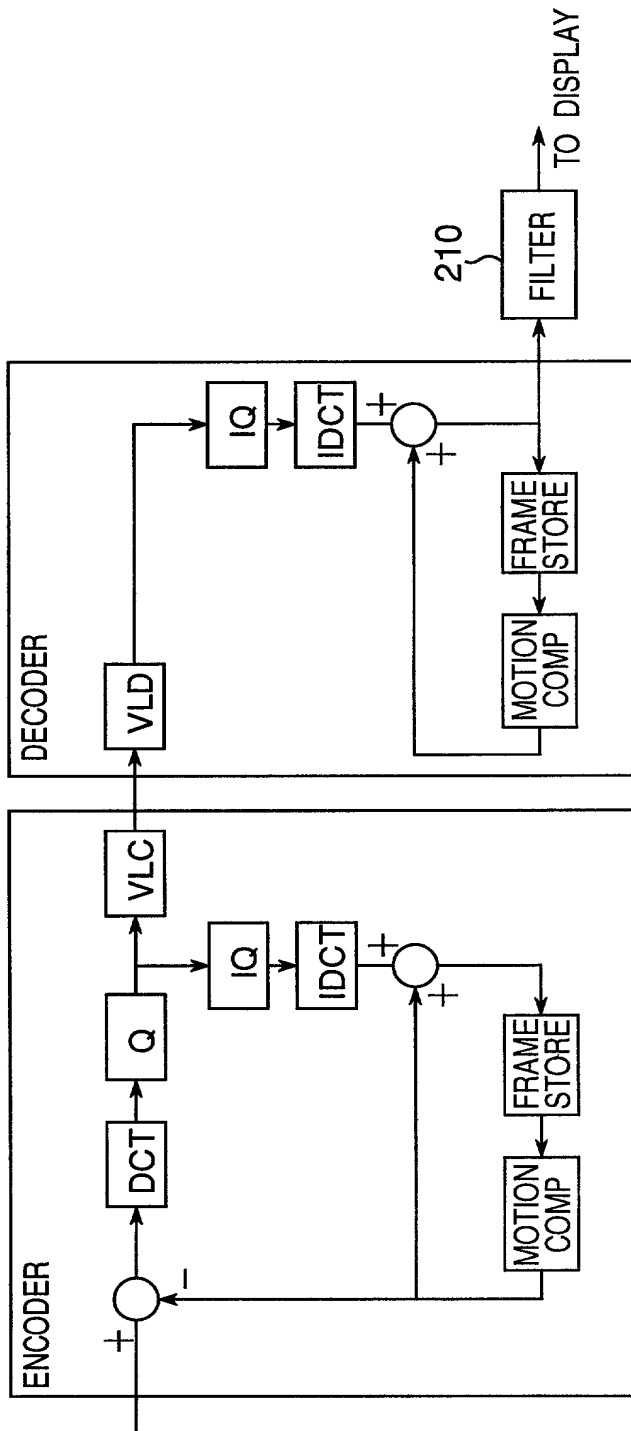 ENCODER
+
−
DCT
Q
VLC
IQ
IDCT
+
+
FRAME
STORE
MOTION
COMP
DECODER
VLD
IQ
IDCT
+
+
FRAME
STORE
MOTION
COMP
210
FILTER
TO DISPLAY